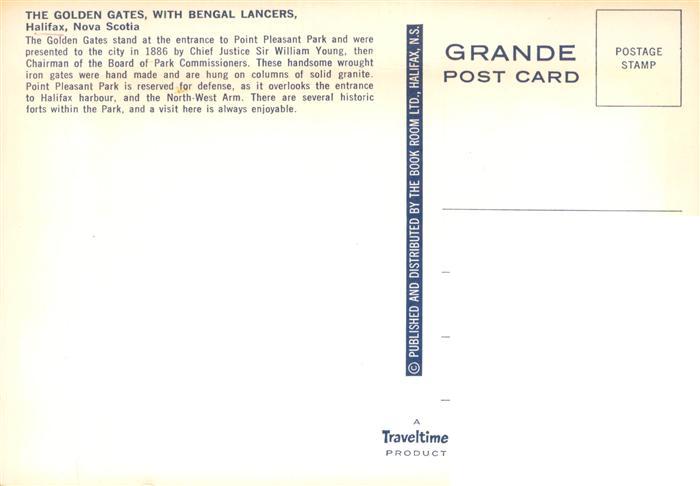 THE GOLDEN GATES, WITH BENGAL LANCERS,
Halifax, Nova Scotia
The Golden Gates stand at the entrance to Point Pleasant Park and were
presented to the city in 1886 by Chief Justice Sir William Young, then
Chairman of the Board of Park Commissioners. These handsome wrought
iron gates were hand made and are hung on columns of solid granite.
Point Pleasant Park is reserved for defense, as it overlooks the entrance
to Halifax harbour, and the North-West Arm. There are several historic
forts within the Park, and a visit here is always enjoyable.
© PUBLISHED AND DISTRIBUTED BY THE BOOK ROOM LTD., HALIFAX, N.S.
GRANDE
POST CARD
POSTAGE
STAMP
A
Traveltime
PRODUCT